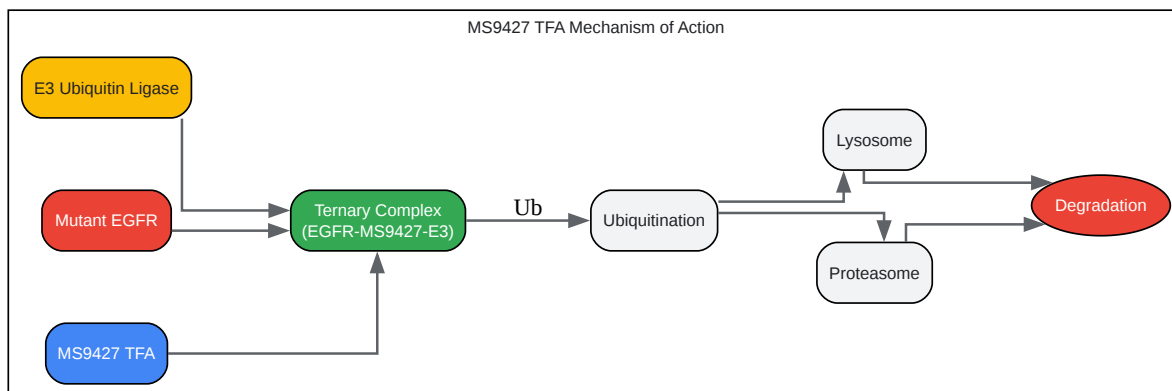 MS9427 TFA Mechanism of Action
E3 Ubiquitin Ligase
Mutant EGFR
MS9427 TFA
Ternary Complex
(EGFR-MS9427-E3)
Ub
Ubiquitination
Lysosome
Proteasome
Degradation